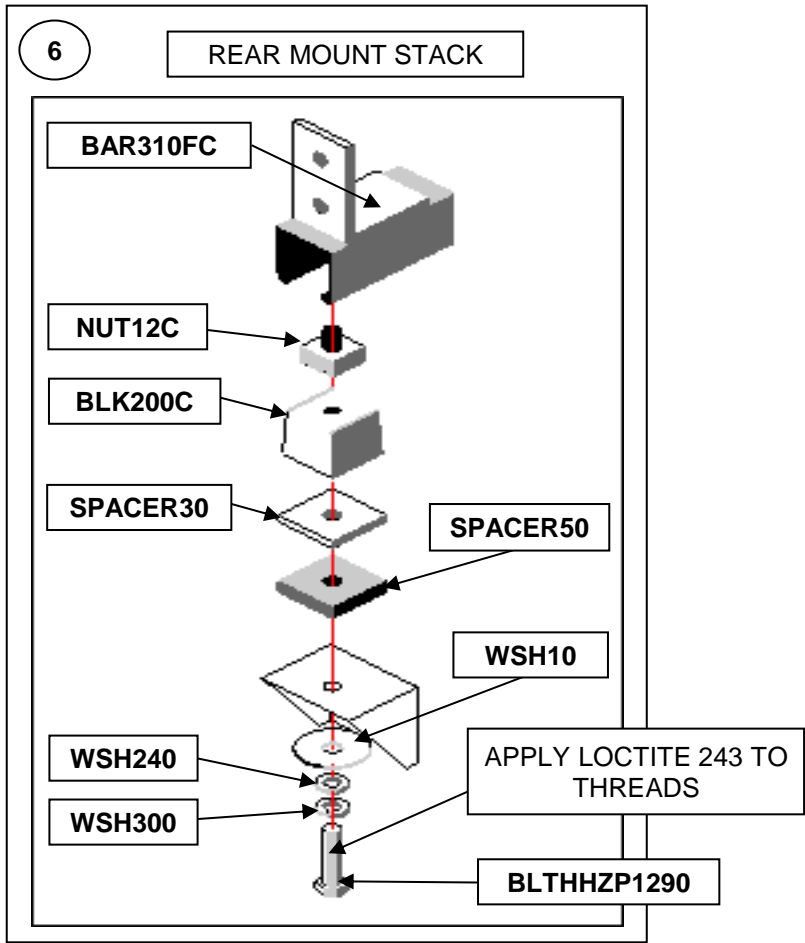 6
REAR MOUNT STACK
BAR310FC
NUT12C
BLK200C
SPACER30
SPACER50
WSH10
WSH240
APPLY LOCTITE 243 TO
THREADS
WSH300
BLTHHZP1290